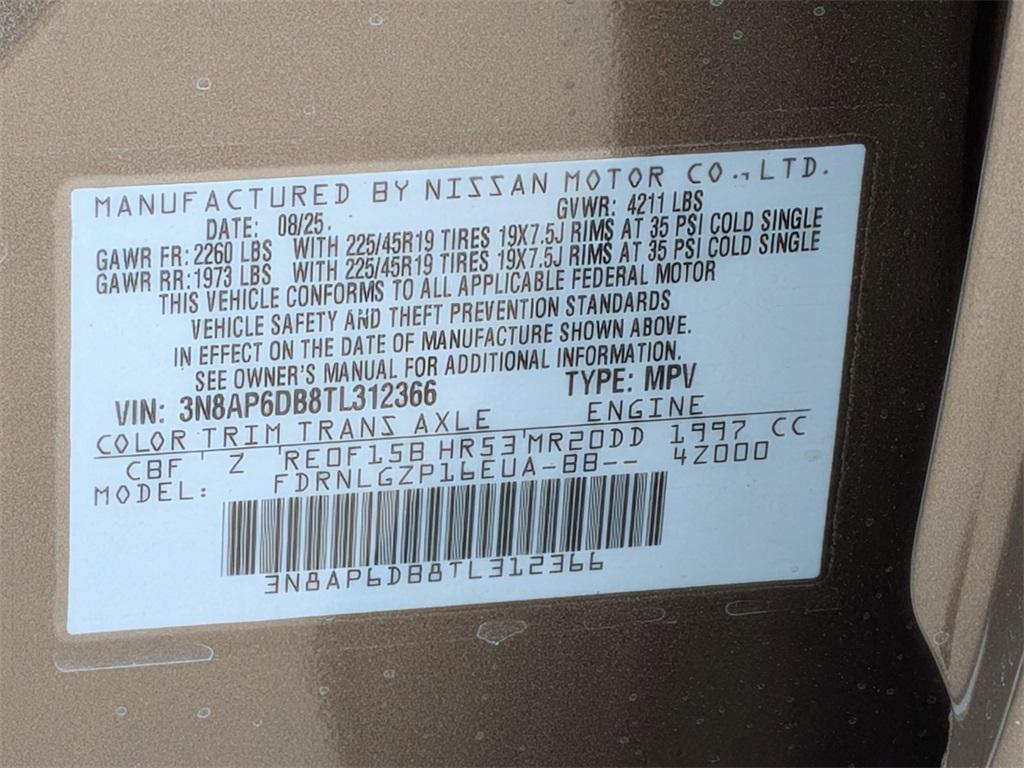 MANUFACTURED BY NISSAN MOTOR CO., LTD.
DATE: 08/25. GVWR: 4211 LBS
GAWR FR: 2260 LBS WITH 225/45R19 TIRES 19X7.5J RIMS AT 35 PSI COLD SINGLE
GAWR RR: 1973 LBS WITH 225/45R19 TIRES 19X7.5J RIMS AT 35 PSI COLD SINGLE
THIS VEHICLE CONFORMS TO ALL APPLICABLE FEDERAL MOTOR
VEHICLE SAFETY AND THEFT PREVENTION STANDARDS
IN EFFECT ON THE DATE OF MANUFACTURE SHOWN ABOVE.
SEE OWNER'S MANUAL FOR ADDITIONAL INFORMATION.
VIN: 3N8AP6DB8TL312366 TYPE: MPV
COLOR TRIM TRANS AXLE ENGINE
CBF Z RE0F15B HR53 MR20DD 1997 CC
MODEL: FDRNLGZP16EUA-BB-- 4Z000
3N8AP6DB8TL312366